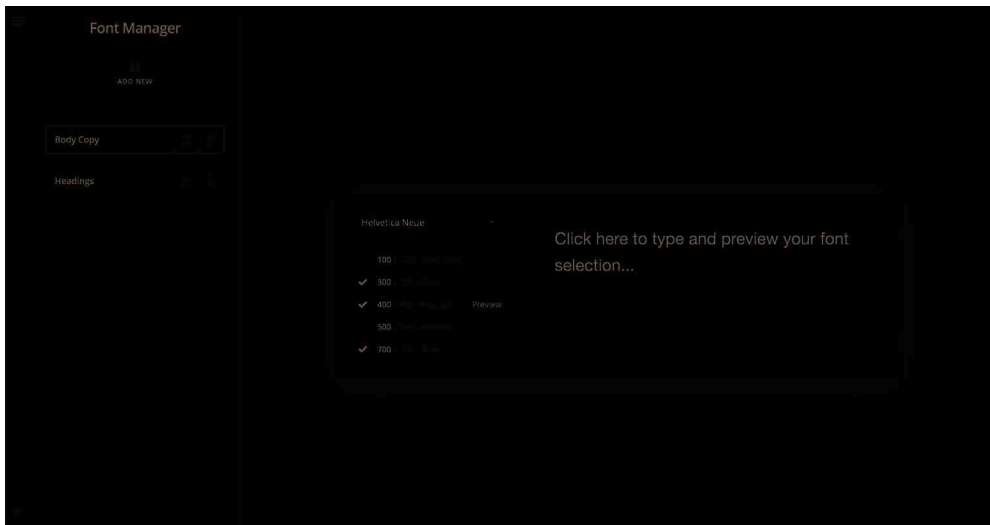 Font Manager
ADD NEW
Body Copy
Headings
Helvetica Neue
100
300
400
Preview
500
700
Click here to type and preview your font
selection...